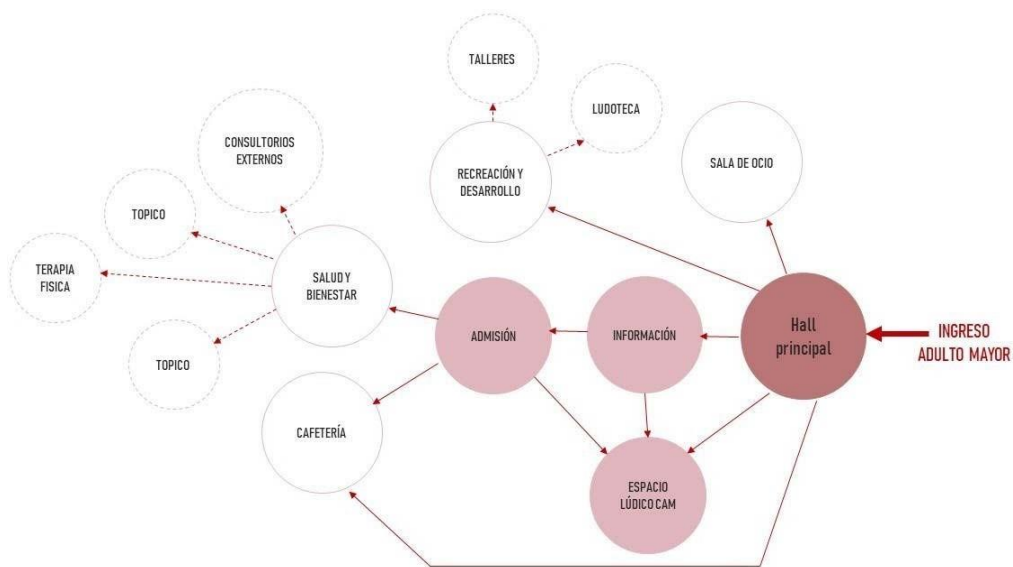 TALLERES
LUDOTECA
CONSULTORIOS
EXTERNOS
RECREACIÓN Y
DESARROLLO
SALA DE OCIO
TOPICO
TERAPIA
FISICA
SALUD Y
BIENESTAR
ADMISIÓN
INFORMACIÓN
Hall
principal
INGRESO
ADULTO MAYOR
TOPICO
CAFETERÍA
ESPACIO
LÚDICO CAM